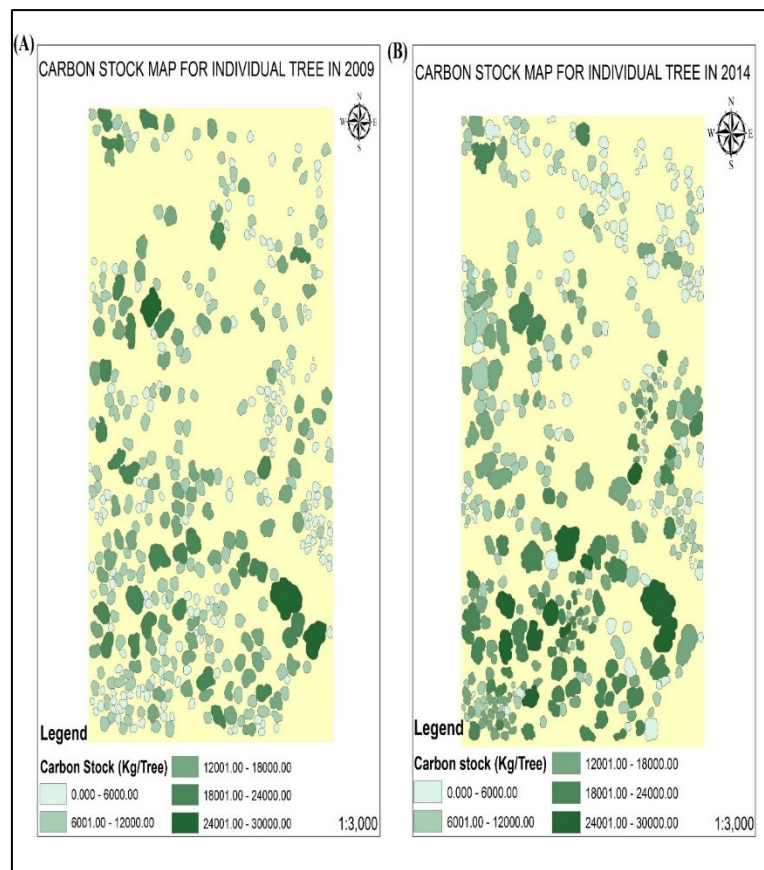 (A)
CARBON STOCK MAP FOR INDIVIDUAL TREE IN 2009
N
W E
S
Legend
Carbon Stock (Kg/Tree)
0.000 - 6000.00
6001.00 - 12000.00
12001.00 - 18000.00
18001.00 - 24000.00
24001.00 - 30000.00
1:3,000
(B)
CARBON STOCK MAP FOR INDIVIDUAL TREE IN 2014
N
W E
S
Legend
Carbon stock (Kg/Tree)
0.000 - 6000.00
6001.00 - 12000.00
12001.00 - 18000.00
18001.00 - 24000.00
24001.00 - 30000.00
1:3,000